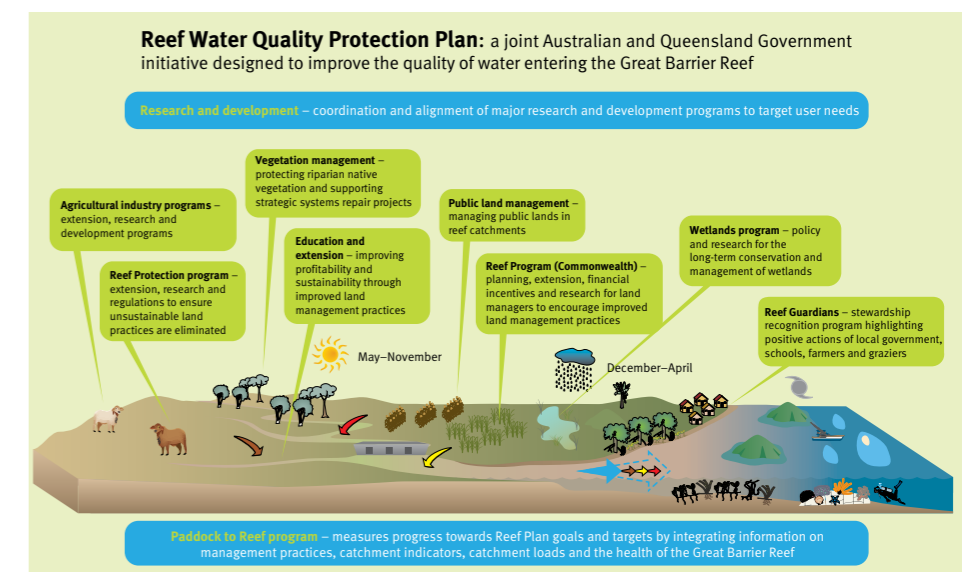 Reef Water Quality Protection Plan: a joint Australian and Queensland Government
initiative designed to improve the quality of water entering the Great Barrier Reef
Research and development – coordination and alignment of major research and development programs to target user needs
Vegetation management –
protecting riparian native
vegetation and supporting
strategic systems repair projects
Agricultural industry programs –
extension, research and
development programs
Public land management –
managing public lands in
reef catchments
Wetlands program – policy
and research for the
long-term conservation and
management of wetlands
Education and
extension – improving
profitability and
sustainability through
improved land
management practices
Reef Protection program –
extension, research and
regulations to ensure
unsustainable land
practices are eliminated
Reef Program (Commonwealth) –
planning, extension, financial
incentives and research for land
managers to encourage improved
land management practices
Reef Guardians – stewardship
recognition program highlighting
positive actions of local government,
schools, farmers and graziers
May–November
December–April
Paddock to Reef program – measures progress towards Reef Plan goals and targets by integrating information on
management practices, catchment indicators, catchment loads and the health of the Great Barrier Reef